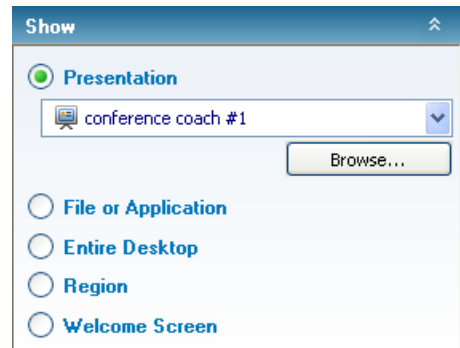 Show
Presentation
conference coach #1
Browse...
File or Application
Entire Desktop
Region
Welcome Screen